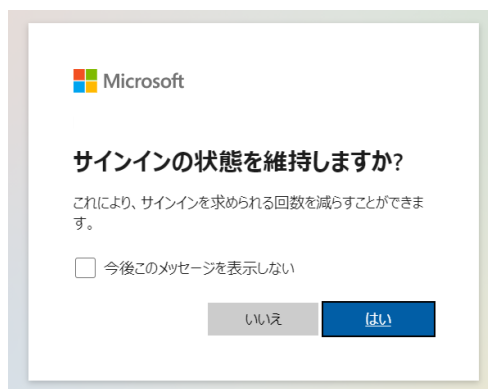 Microsoft
サインインの状態を維持しますか?
これにより、サインインを求められる回数を減らすことができま
す。
今後このメッセージを表示しない
いいえ
はい